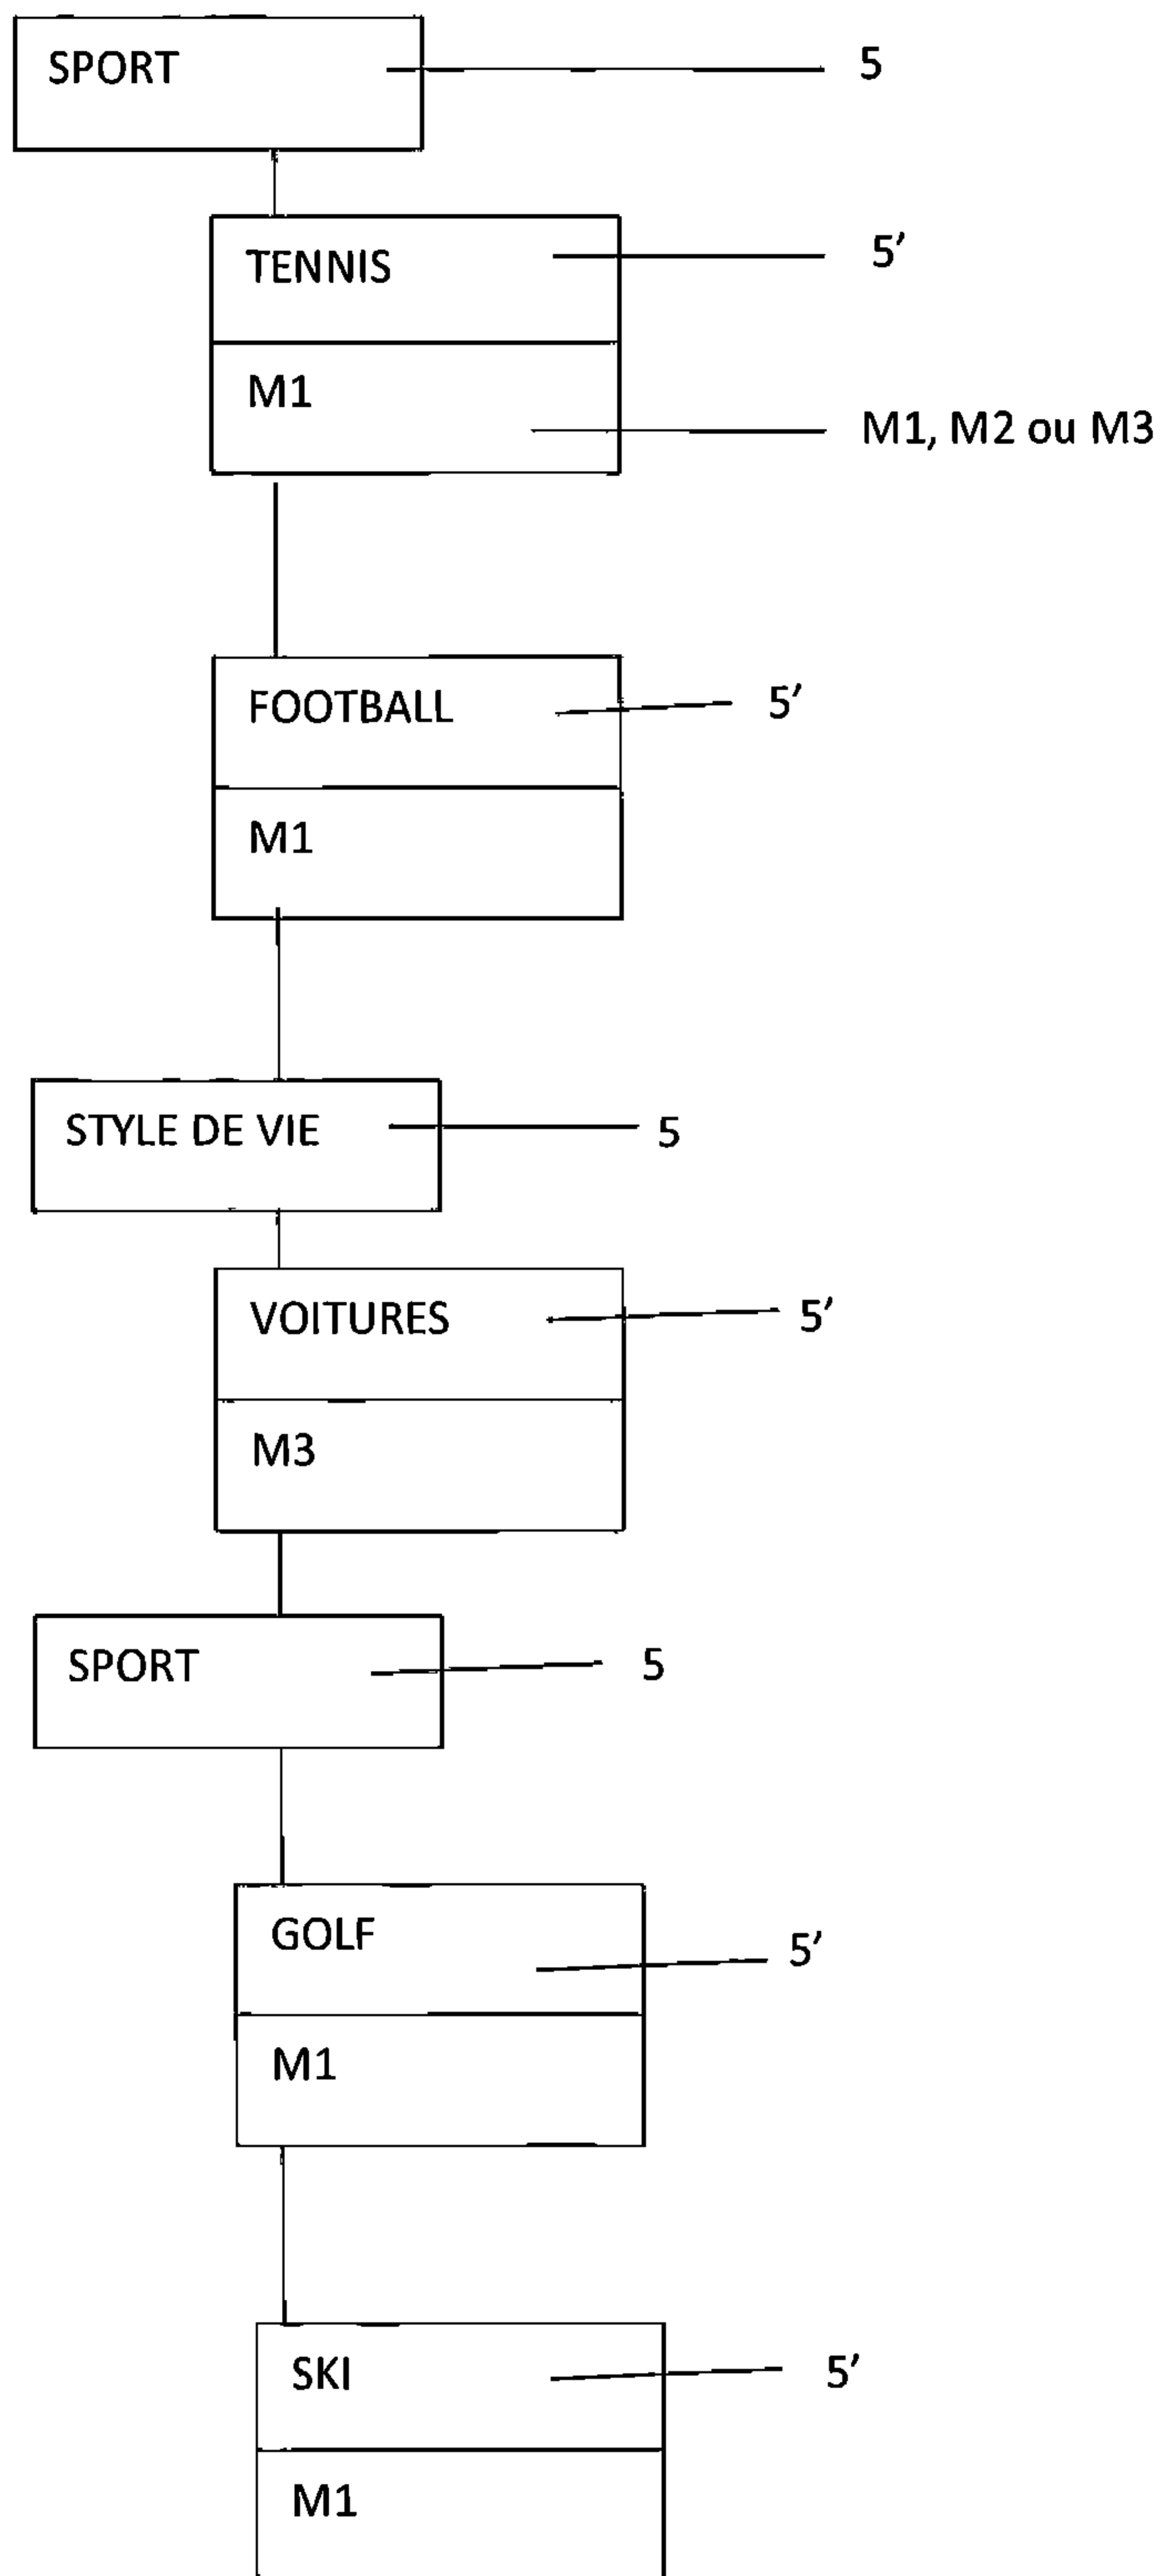 SPORT 5
TENNIS 5′
M1
M1, M2 ou M3
FOOTBALL 5′
M1
STYLE DE VIE 5
VOITURES 5′
M3
SPORT 5
GOLF 5′
M1
SKI 5′
M1